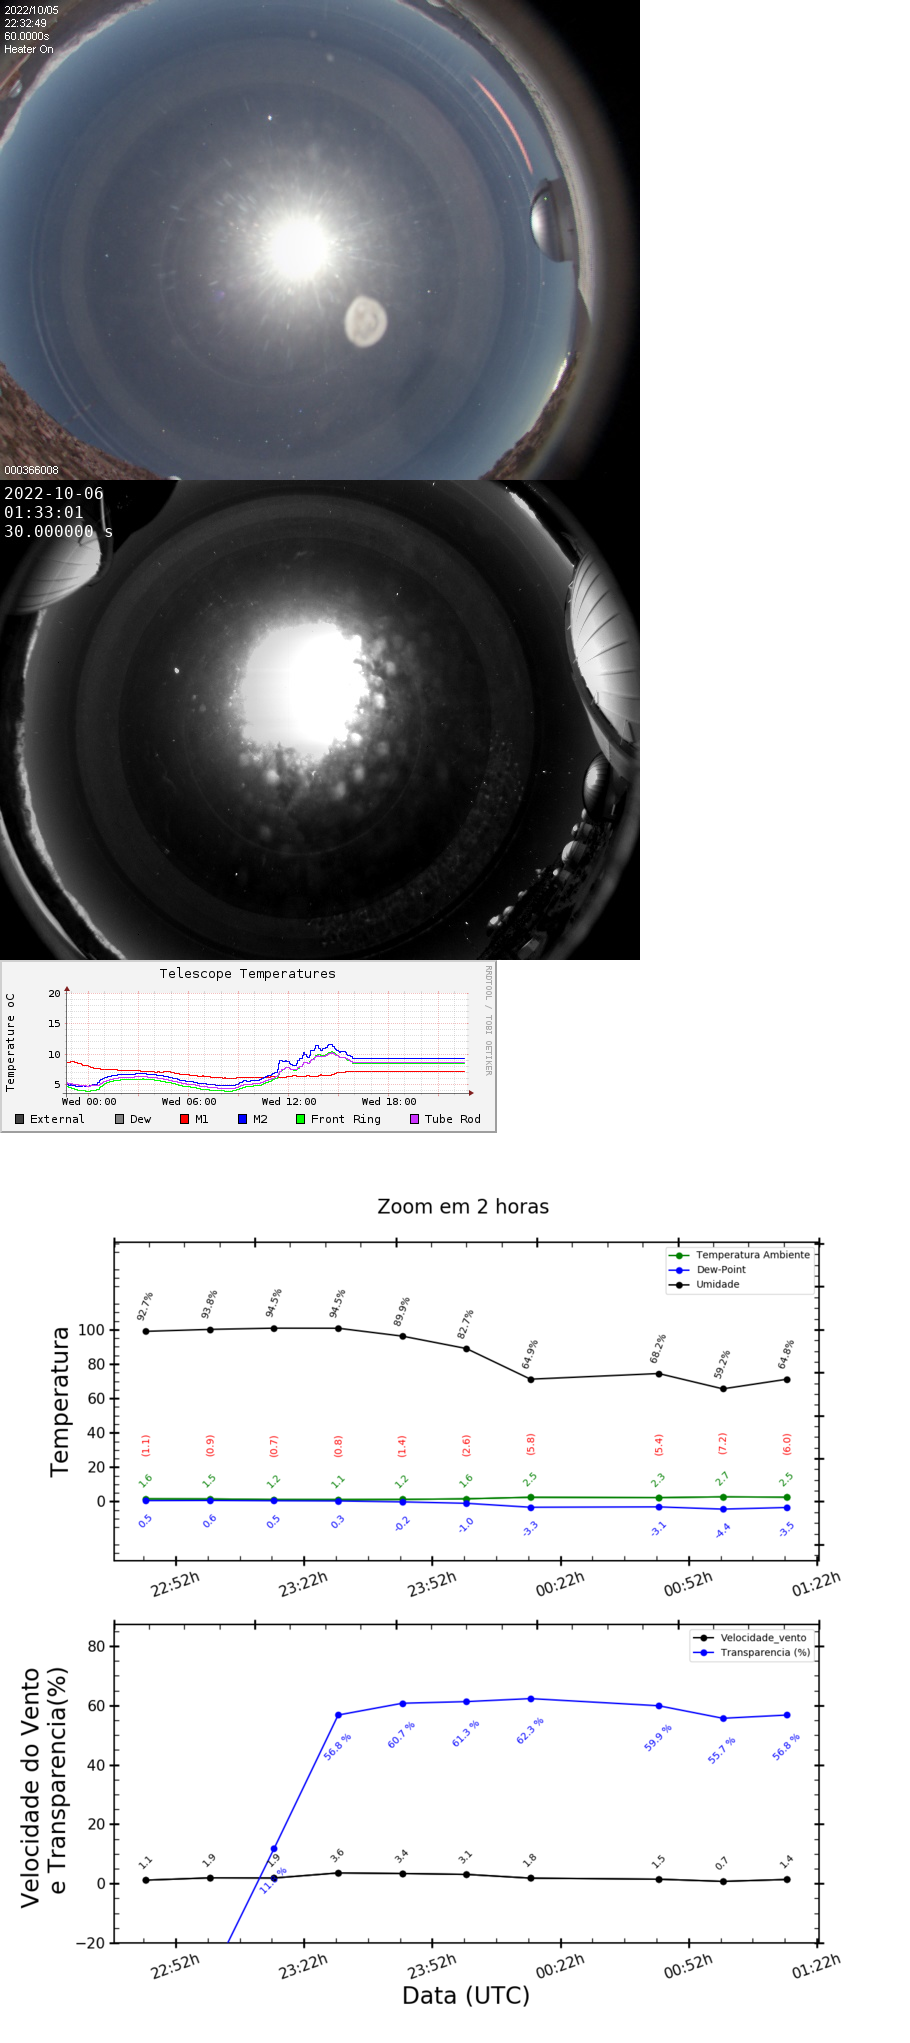 2022/10/05
22:32:49
60.0000s
Heater On
000366008
2022-10-06
01:33:01
30.000000 s
Telescope Temperatures
RRDTOOL / TOBI OETIKER
Temperature oC
20
15
10
5
Wed 00:00 Wed 06:00 Wed 12:00 Wed 18:00
External Dew M1 M2 Front Ring Tube Rod
Zoom em 2 horas
Temperatura Ambiente
Dew-Point
Umidade
Temperatura
100
80
60
40
20
0
92.7% 93.8% 94.5% 94.5% 89.9% 82.7% 64.9% 68.2% 59.2% 64.8%
(1.1) (0.9) (0.7) (0.8) (1.4) (2.6) (5.8) (5.4) (7.2) (6.0)
1.6 1.5 1.2 1.1 1.2 1.6 2.5 2.3 2.7 2.5
0.5 0.6 0.5 0.3 -0.2 -1.0 -3.3 -3.1 -4.4 -3.5
22:52h 23:22h 23:52h 00:22h 00:52h 01:22h
Velocidade_vento
Transparencia (%)
Velocidade do Vento
e Transparencia(%)
80
60
40
20
0
−20
56.8 % 60.7 % 61.3 % 62.3 % 59.9 % 55.7 % 56.8 %
1.1 1.9 1.9 3.6 3.4 3.1 1.8 1.5 0.7 1.4
22:52h 23:22h 23:52h 00:22h 00:52h 01:22h
Data (UTC)